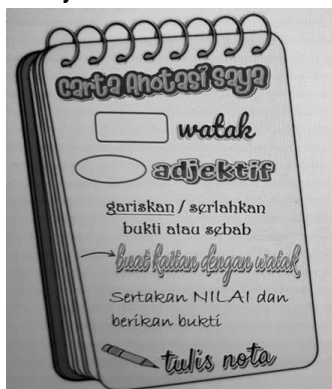 Carta Anotasi Saya
watak
adjektif
gariskan / serlahkan
bukti atau sebab
buat kaitan dengan watak
Sertakan NILAI dan
berikan bukti
tulis nota